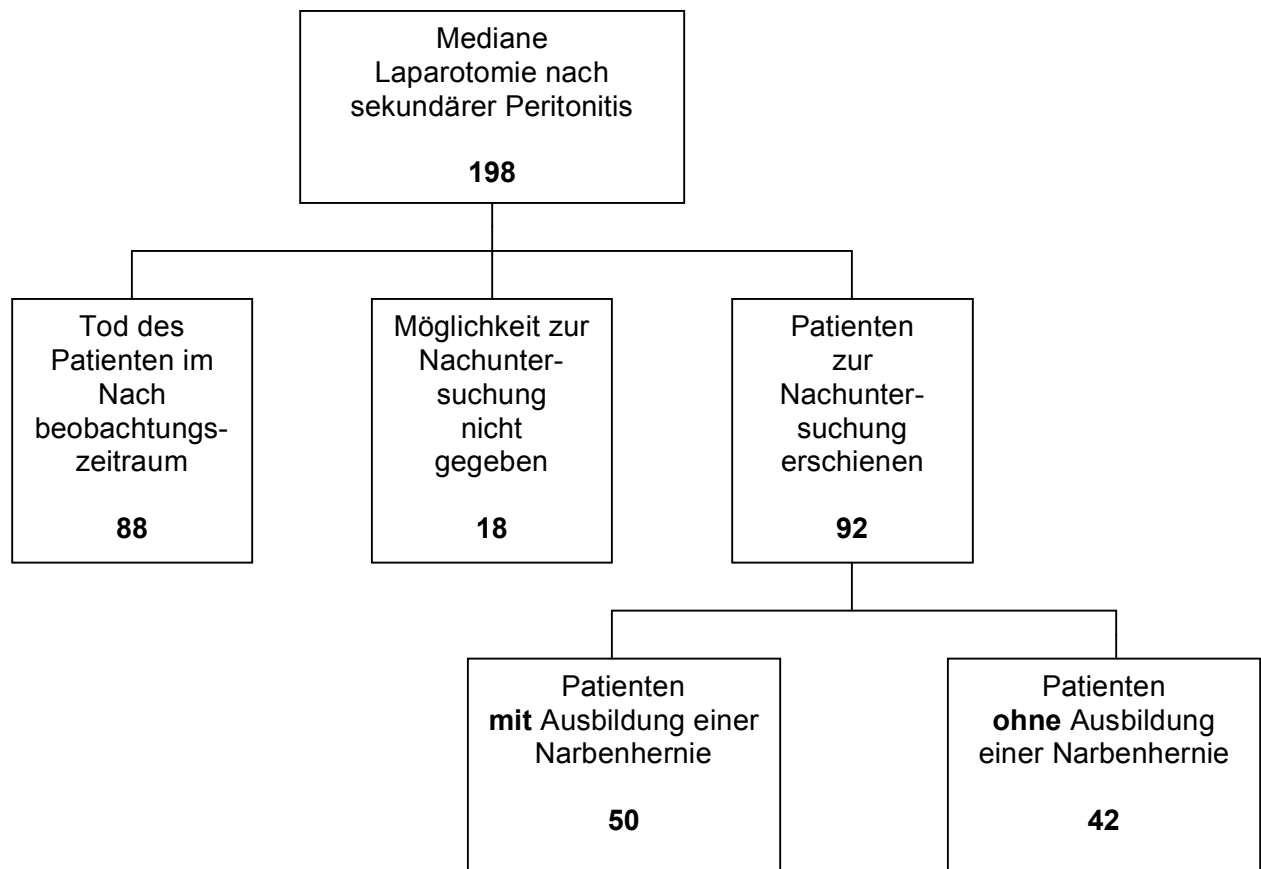 Mediane
Laparotomie nach
sekundärer Peritonitis
198
Tod des
Patienten im
Nach
beobachtungs-
zeitraum
88
Möglichkeit zur
Nachunter-
suchung
nicht
gegeben
18
Patienten
zur
Nachunter-
suchung
erschienen
92
Patienten
mit Ausbildung einer
Narbenhernie
50
Patienten
ohne Ausbildung
einer Narbenhernie
42